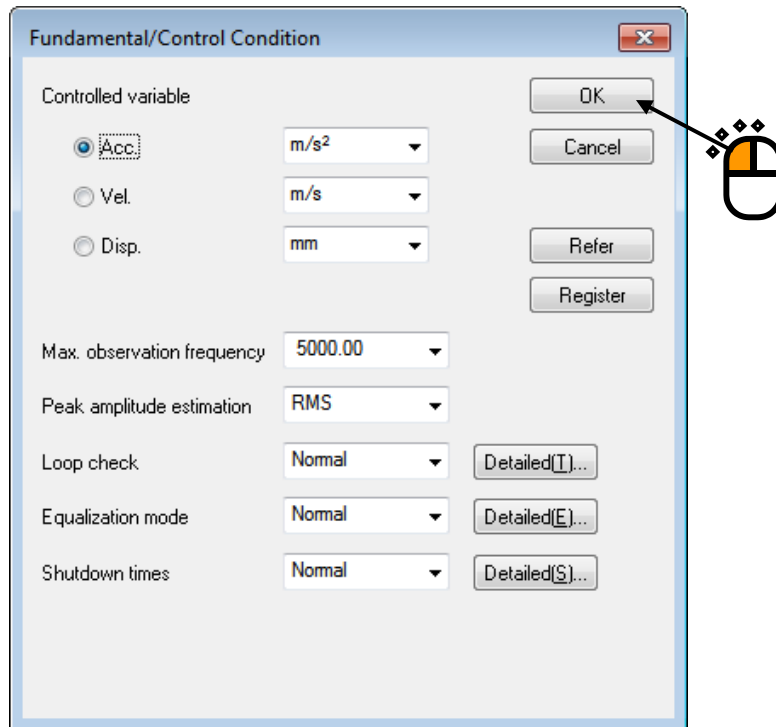 Fundamental/Control Condition
Controlled variable
OK
Acc. m/s²
Cancel
Vel. m/s
Disp. mm
Refer
Register
Max. observation frequency 5000.00
Peak amplitude estimation RMS
Loop check Normal Detailed(T)...
Equalization mode Normal Detailed(E)...
Shutdown times Normal Detailed(S)...